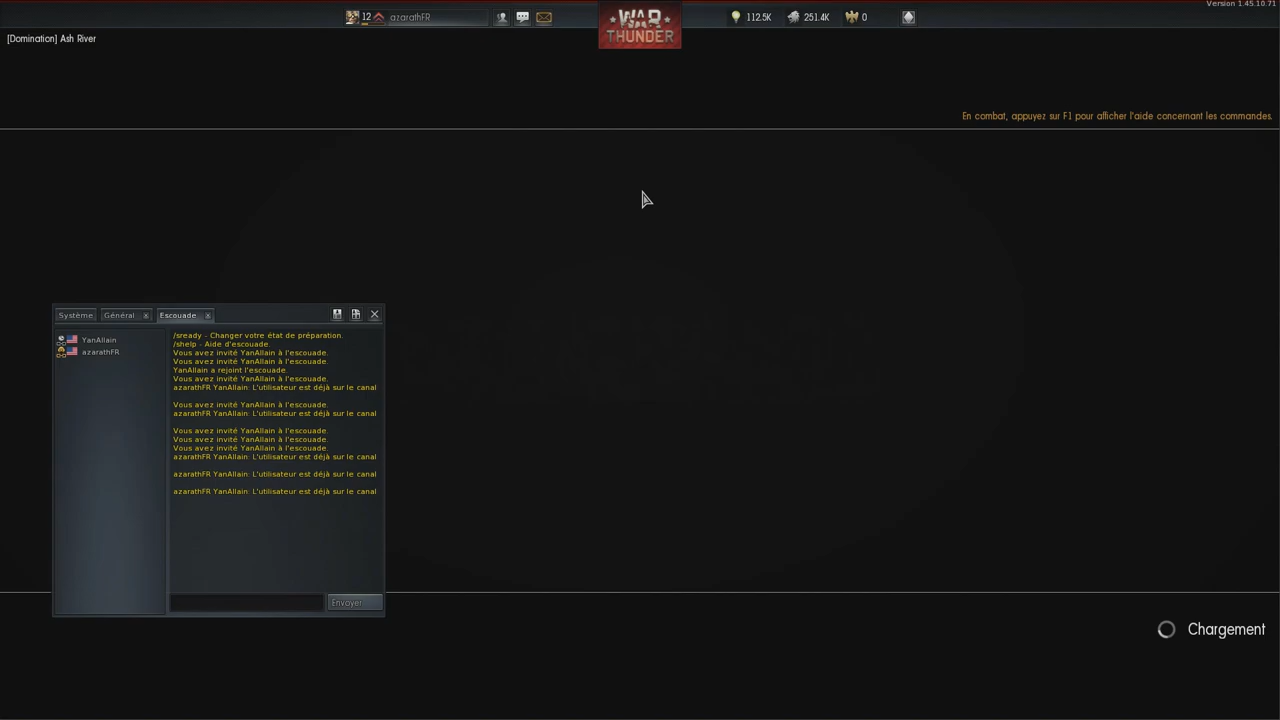 Version 1.45.10.71
12 azarathFR
WAR
THUNDER
112.5K
251.4K
0
[Domination] Ash River
En combat, appuyez sur F1 pour afficher l'aide concernant les commandes.
Système
Général
Escouade
YanAllain
azarathFR
/sready - Changer votre état de préparation.
/shelp - Aide d'escouade.
Vous avez invité YanAllain à l'escouade.
Vous avez invité YanAllain à l'escouade.
YanAllain a rejoint l'escouade.
Vous avez invité YanAllain à l'escouade.
azarathFR YanAllain: L'utilisateur est déjà sur le canal
Vous avez invité YanAllain à l'escouade.
azarathFR YanAllain: L'utilisateur est déjà sur le canal
Vous avez invité YanAllain à l'escouade.
Vous avez invité YanAllain à l'escouade.
Vous avez invité YanAllain à l'escouade.
azarathFR YanAllain: L'utilisateur est déjà sur le canal
azarathFR YanAllain: L'utilisateur est déjà sur le canal
azarathFR YanAllain: L'utilisateur est déjà sur le canal
Envoyer
Chargement